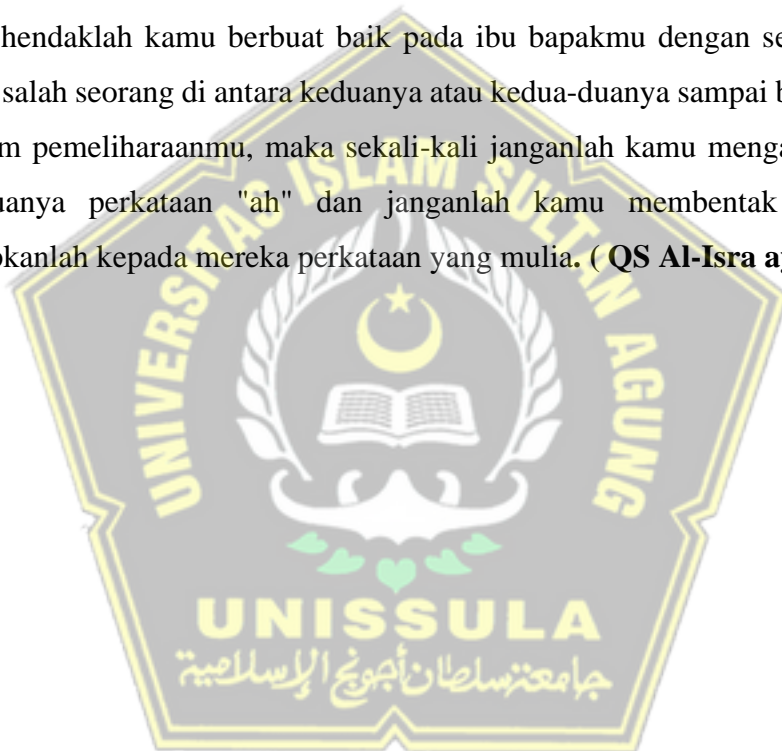 hendaklah kamu berbuat baik pada ibu bapakmu dengan se
salah seorang di antara keduanya atau kedua-duanya sampai b
m pemeliharaanmu, maka sekali-kali janganlah kamu menga
uanya perkataan "ah" dan janganlah kamu membentak
kanlah kepada mereka perkataan yang mulia. ( QS Al-Isra ay
UNIVERSITAS ISLAM SULTAN AGUNG
UNISSULA
جامعتسلطان أجونج الإسلامية